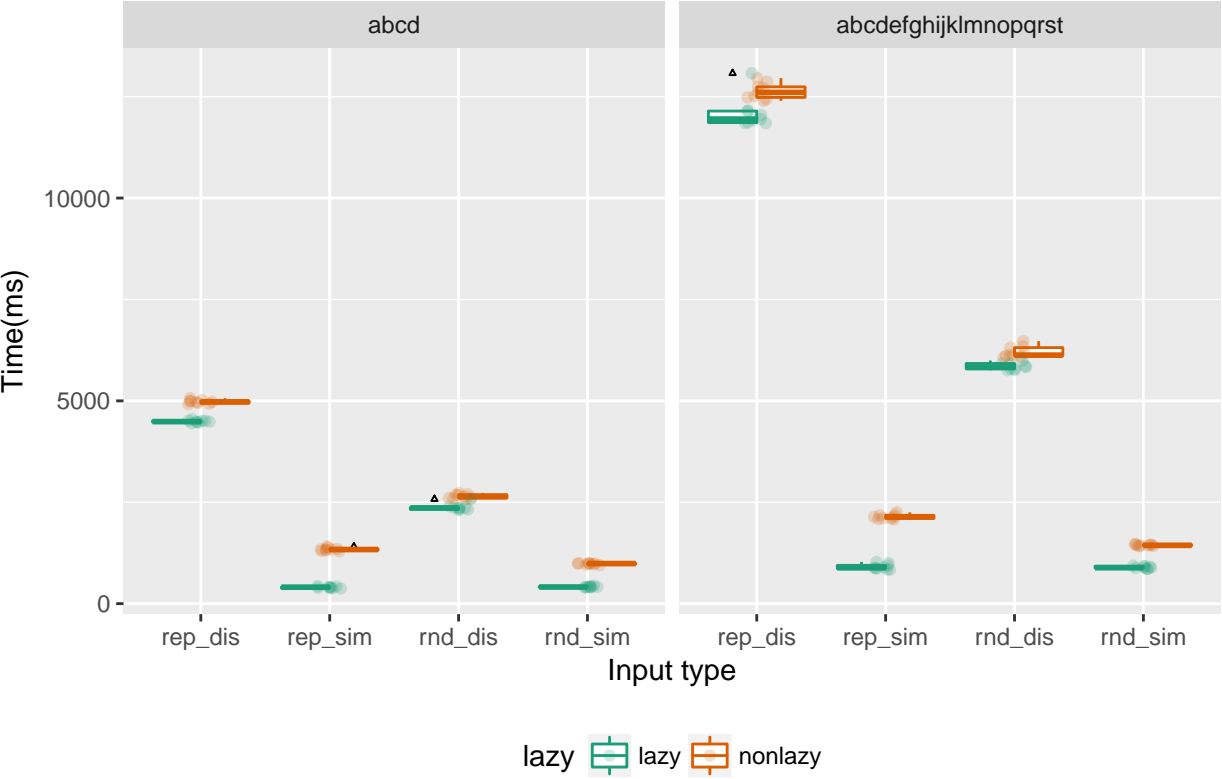 abcd abcdefghijklmnopqrst
Time(ms)
10000
5000
0
rep_dis rep_sim rnd_dis rnd_sim rep_dis rep_sim rnd_dis rnd_sim
Input type
lazy lazy nonlazy